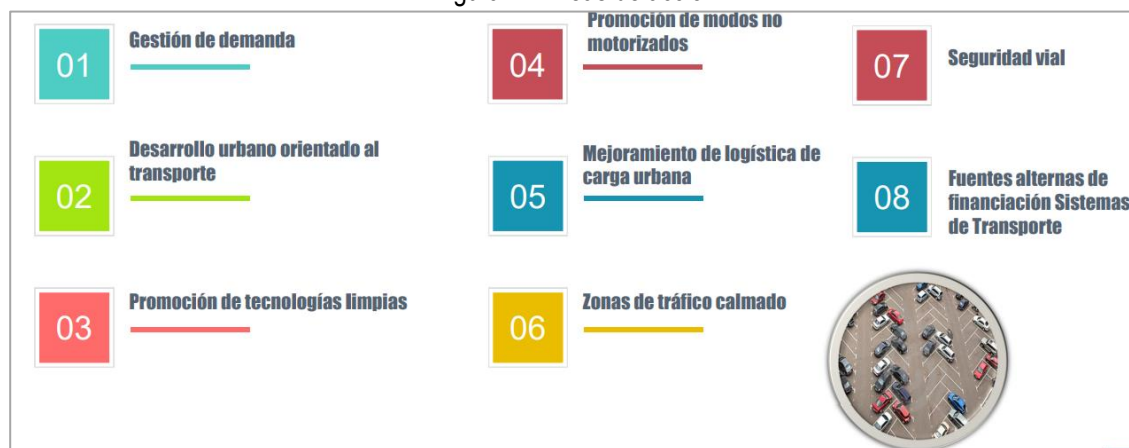 01
Gestión de demanda
02
Desarrollo urbano orientado al
transporte
03
Promoción de tecnologías limpias
04
Promoción de modos no
motorizados
05
Mejoramiento de logística de
carga urbana
06
Zonas de tráfico calmado
07
Seguridad vial
08
Fuentes alternas de
financiación Sistemas
de Transporte